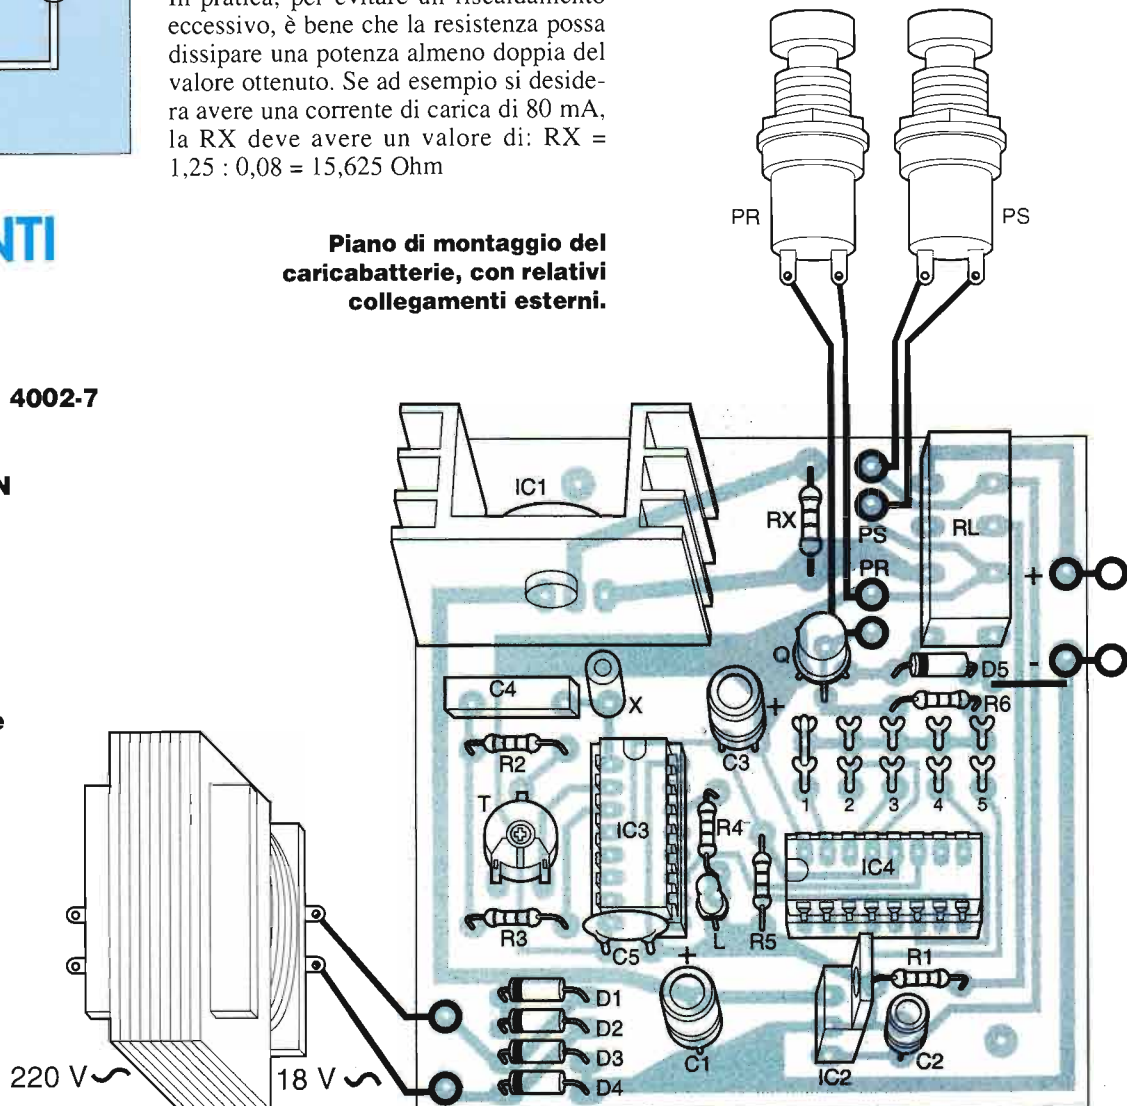 In pratica, per evitare un riscaldamento
eccessivo, è bene che la resistenza possa
dissipare una potenza almeno doppia del
valore ottenuto. Se ad esempio si deside-
ra avere una corrente di carica di 80 mA,
la RX deve avere un valore di: RX =
1,25 : 0,08 = 15,625 Ohm
NTI
Piano di montaggio del
caricabatterie, con relativi
collegamenti esterni.
4002-7
N
e
PR
PS
IC1
RX
PS
RL
PR
+
Q
-
D5
R6
C4
X
+
C3
R2
1 2 3 4 5
T
IC3
R4
IC4
R3
C5
L
R5
+
R1
D1
D2
D3
D4
C1
IC2
C2
220 V
18 V